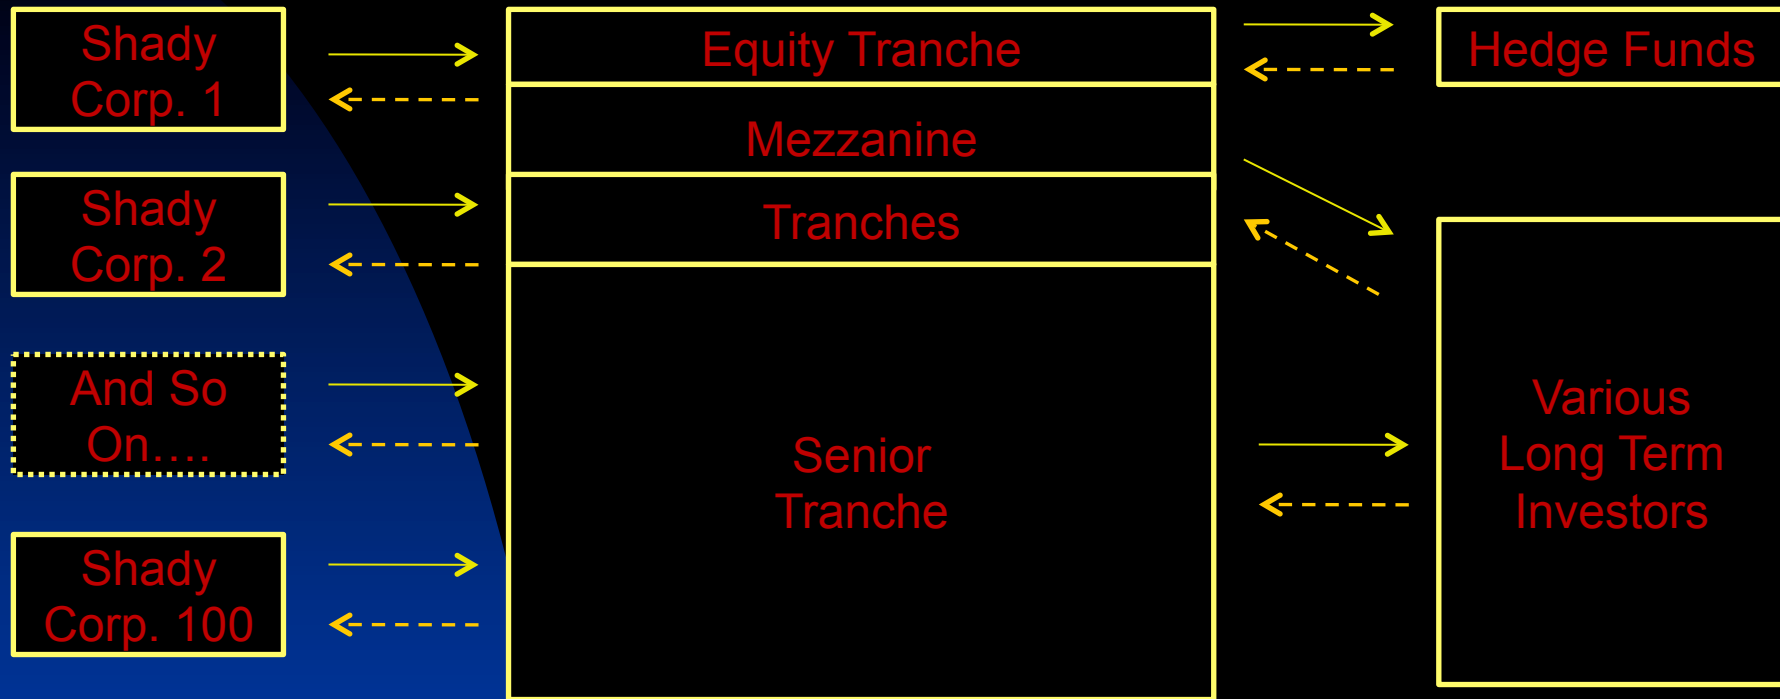 Shady
Corp. 1
Shady
Corp. 2
And So
On....
Shady
Corp. 100
Equity Tranche
Mezzanine
Tranches
Senior
Tranche
Hedge Funds
Various
Long Term
Investors